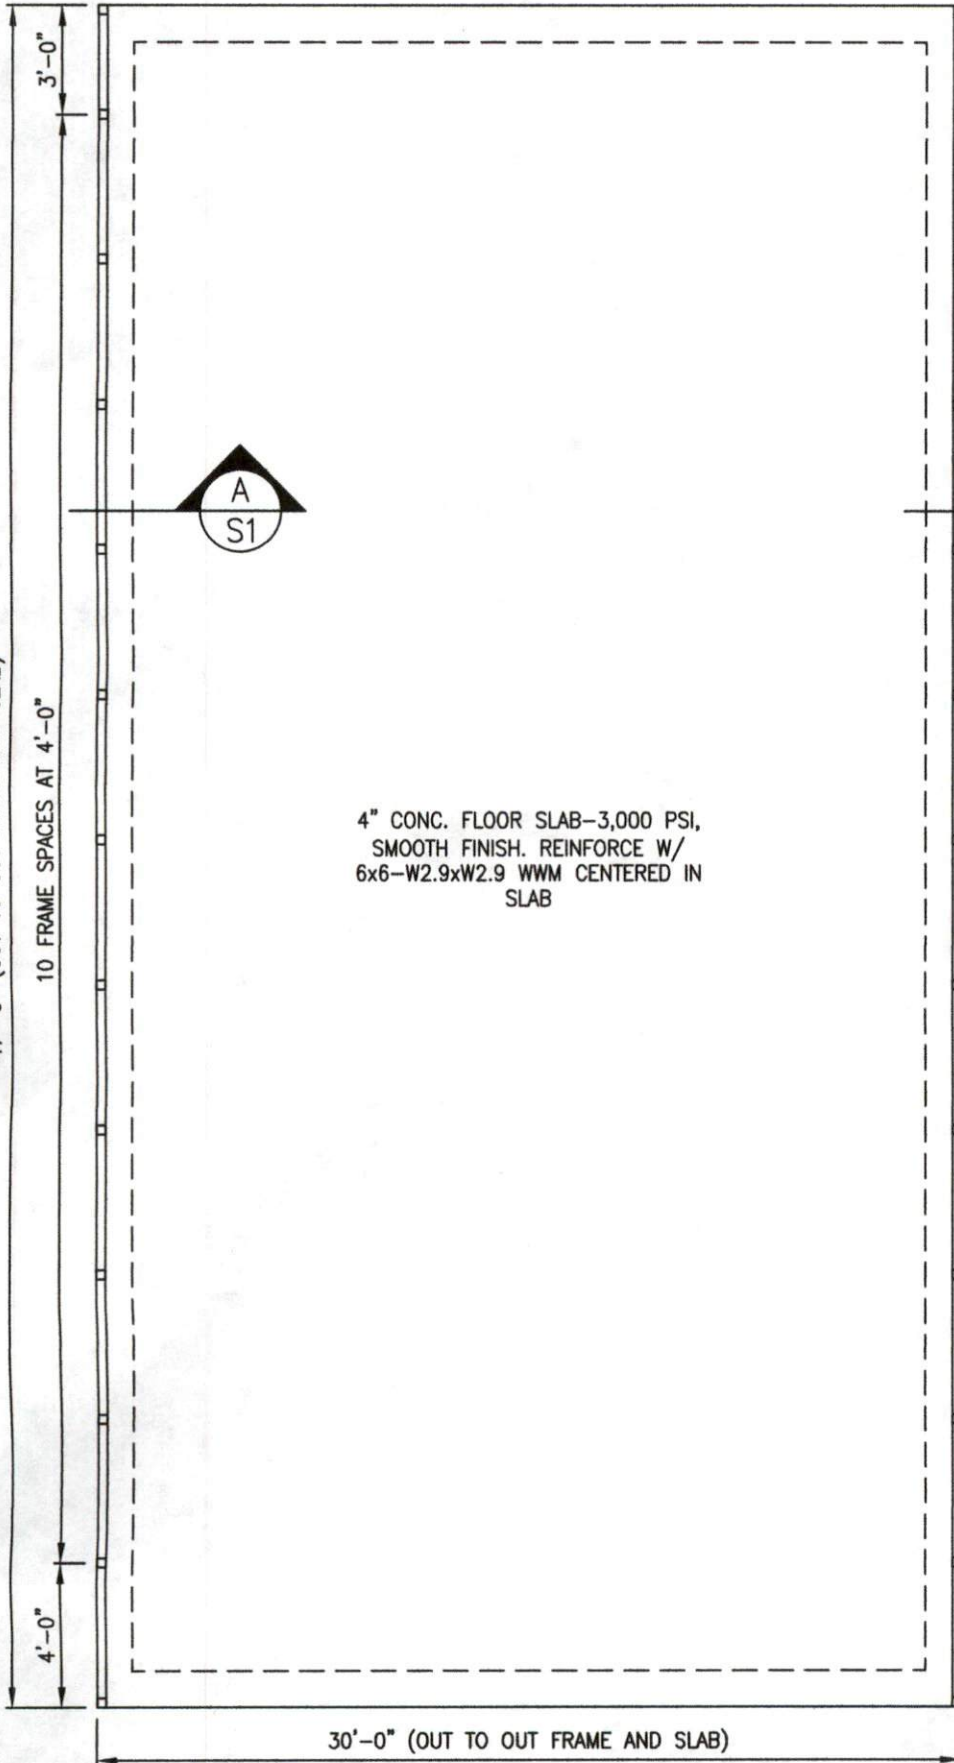 3'-0"
A
S1
10 FRAME SPACES AT 4'-0"
4" CONC. FLOOR SLAB-3,000 PSI,
SMOOTH FINISH. REINFORCE W/
6x6-W2.9xW2.9 WWM CENTERED IN
SLAB
4'-0"
30'-0" (OUT TO OUT FRAME AND SLAB)